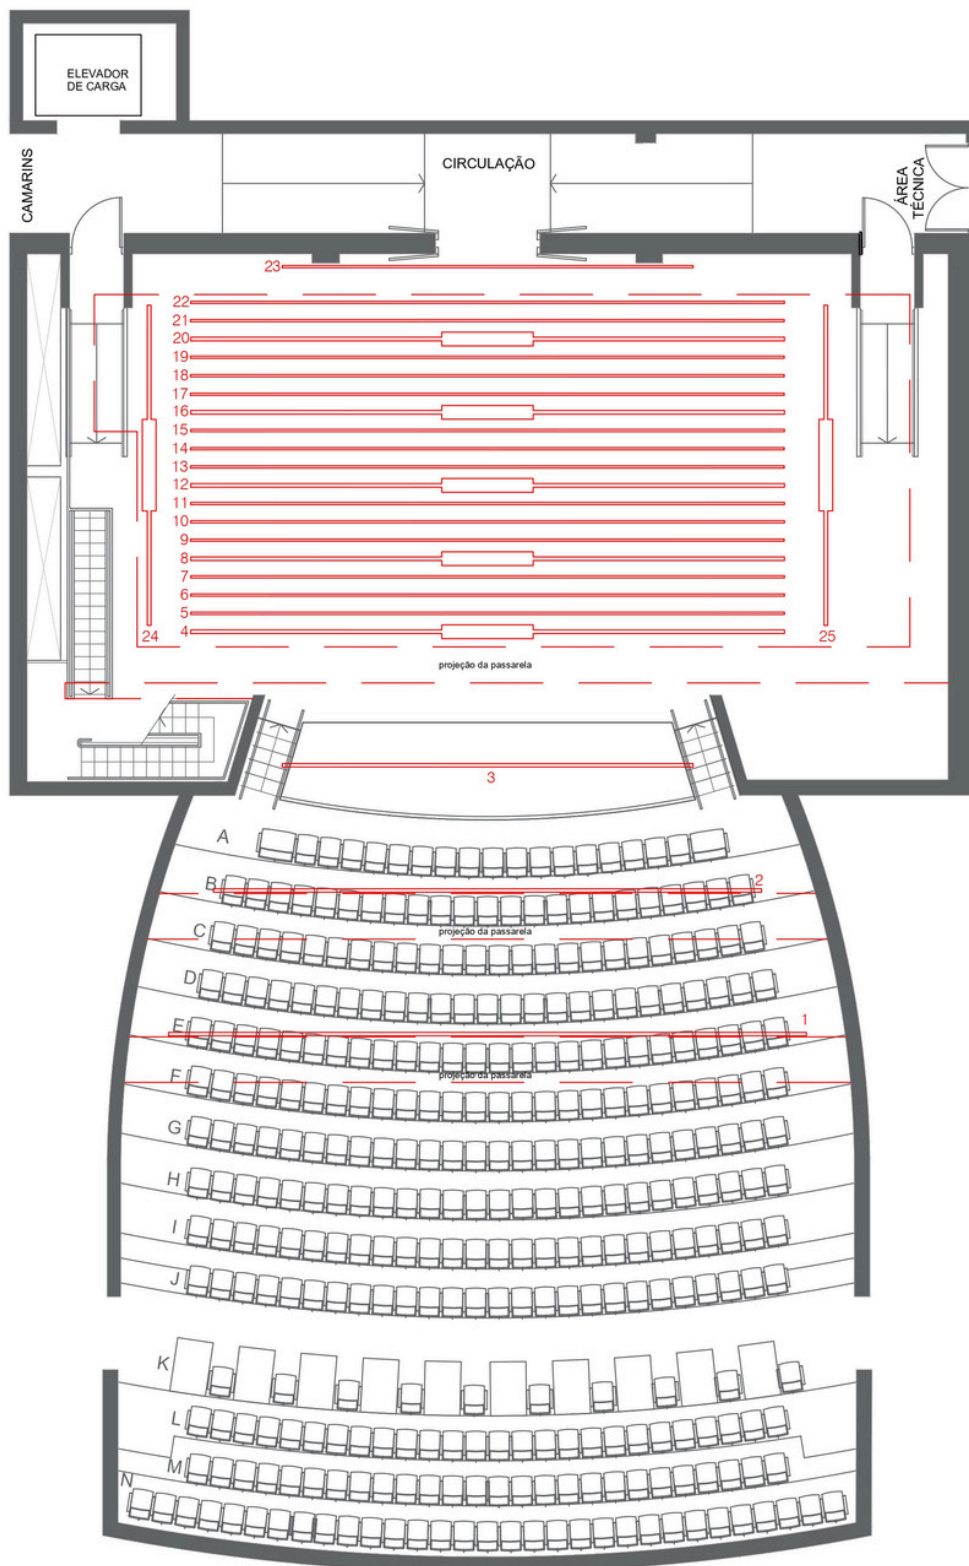 ELEVADOR
DE CARGA
CAMARINS
CIRCULAÇÃO
ÁREA
TÉCNICA
23
22
21
20
19
18
17
16
15
14
13
12
11
10
9
8
7
6
5
4
24
25
projeção da passarela
3
A
B
2
projeção da passarela
C
D
E
1
projeção da passarela
F
G
H
I
J
K
L
M
N